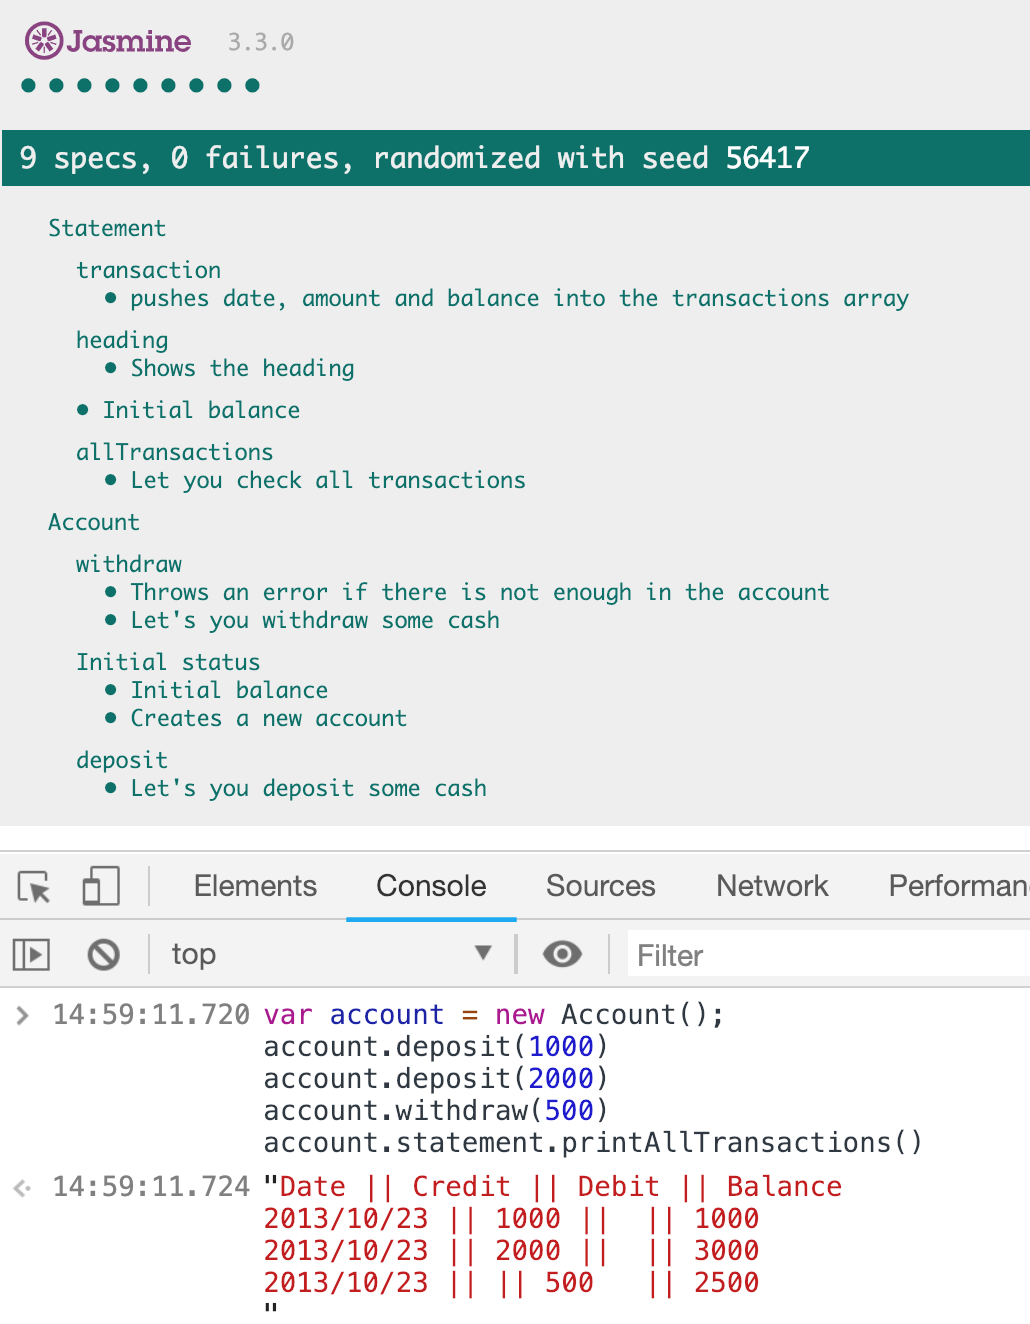 Jasmine 3.3.0
9 specs, 0 failures, randomized with seed 56417
Statement
transaction
• pushes date, amount and balance into the transactions array
heading
• Shows the heading
• Initial balance
allTransactions
• Let you check all transactions
Account
withdraw
• Throws an error if there is not enough in the account
• Let's you withdraw some cash
Initial status
• Initial balance
• Creates a new account
deposit
• Let's you deposit some cash
Elements Console Sources Network Performan
top ▼ Filter
14:59:11.720 var account = new Account();
account.deposit(1000)
account.deposit(2000)
account.withdraw(500)
account.statement.printAllTransactions()
14:59:11.724 "Date || Credit || Debit || Balance
2013/10/23 || 1000 ||  || 1000
2013/10/23 || 2000 ||  || 3000
2013/10/23 || || 500   || 2500
"